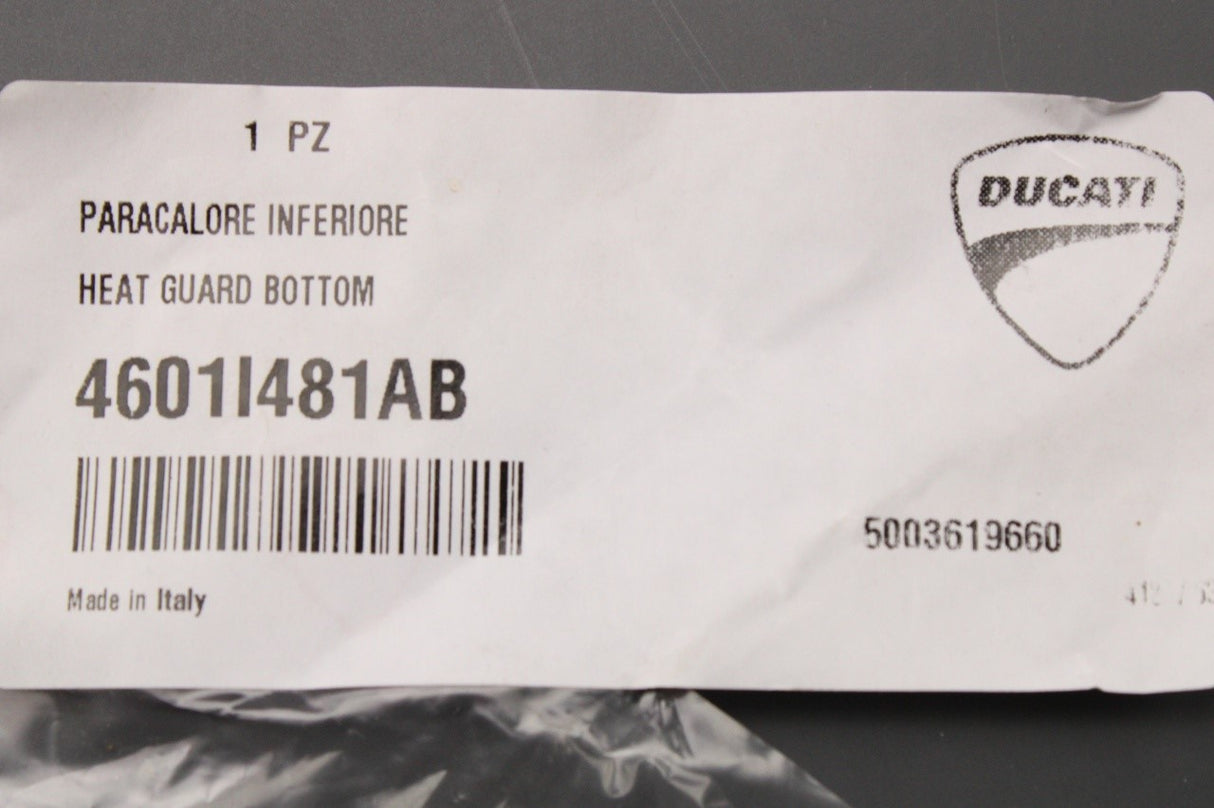 1 PZ
DUCATI
PARACALORE INFERIORE
HEAT GUARD BOTTOM
4601I481AB
5003619660
Made in Italy